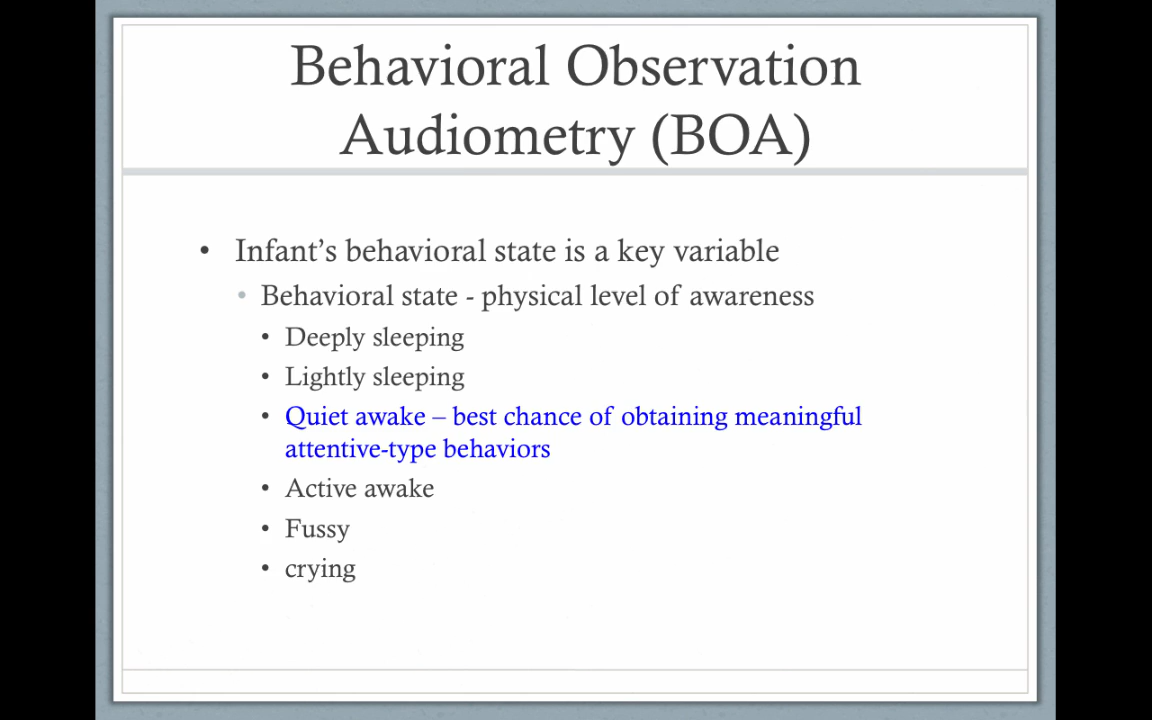 Behavioral Observation
Audiometry (BOA)
• Infant’s behavioral state is a key variable
• Behavioral state - physical level of awareness
• Deeply sleeping
• Lightly sleeping
• Quiet awake – best chance of obtaining meaningful
attentive-type behaviors
• Active awake
• Fussy
• crying